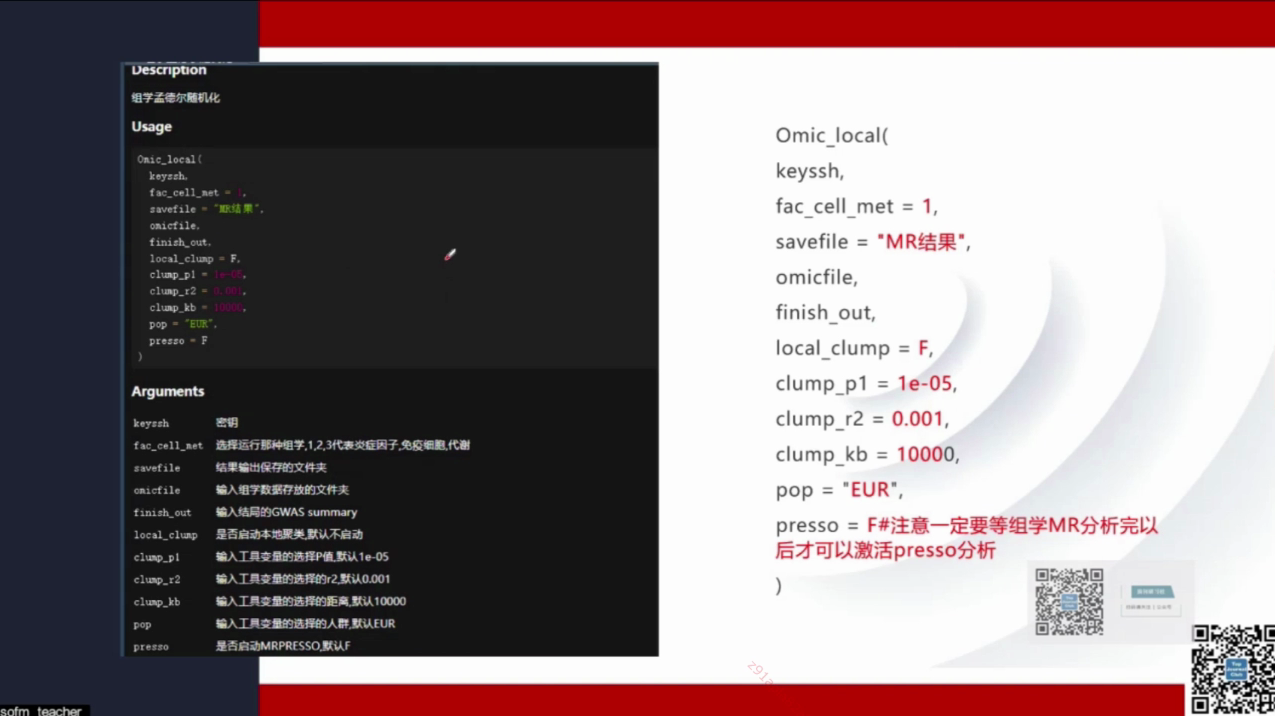 Description
组学孟德尔随机化
Usage
Omic_local(
keyssh,
fac_cell_met = 1,
savefile = "MR结果",
omicfile,
finish_out,
local_clump = F,
clump_p1 = 1e-05,
clump_r2 = 0.001,
clump_kb = 10000,
pop = "EUR",
presso = F
)
Arguments
keyssh 密钥
fac_cell_met 选择运行那种组学,1,2,3代表炎症因子,免疫细胞,代谢
savefile 结果输出保存的文件夹
omicfile 输入组学数据存放的文件夹
finish_out 输入结局的GWAS summary
local_clump 是否启动本地聚类,默认不启动
clump_p1 输入工具变量的选择P值,默认1e-05
clump_r2 输入工具变量的选择的r2,默认0.001
clump_kb 输入工具变量的选择的距离,默认10000
pop 输入工具变量的选择的人群,默认EUR
presso 是否启动MRPRESSO,默认F
Omic_local(
keyssh,
fac_cell_met = 1,
savefile = "MR结果",
omicfile,
finish_out,
local_clump = F,
clump_p1 = 1e-05,
clump_r2 = 0.001,
clump_kb = 10000,
pop = "EUR",
presso = F#注意一定要等组学MR分析完以
后才可以激活presso分析
)
sofm_teacher